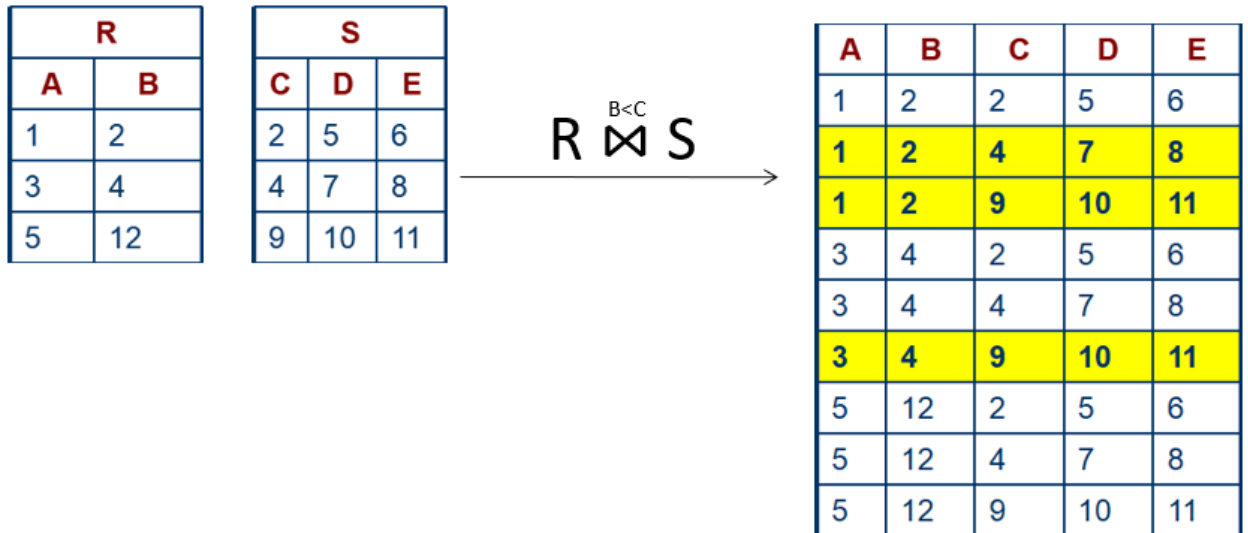 R
A B
1 2
3 4
5 12
S
C D E
2 5 6
4 7 8
9 10 11
B<C
R ⋈ S
A B C D E
1 2 2 5 6
1 2 4 7 8
1 2 9 10 11
3 4 2 5 6
3 4 4 7 8
3 4 9 10 11
5 12 2 5 6
5 12 4 7 8
5 12 9 10 11